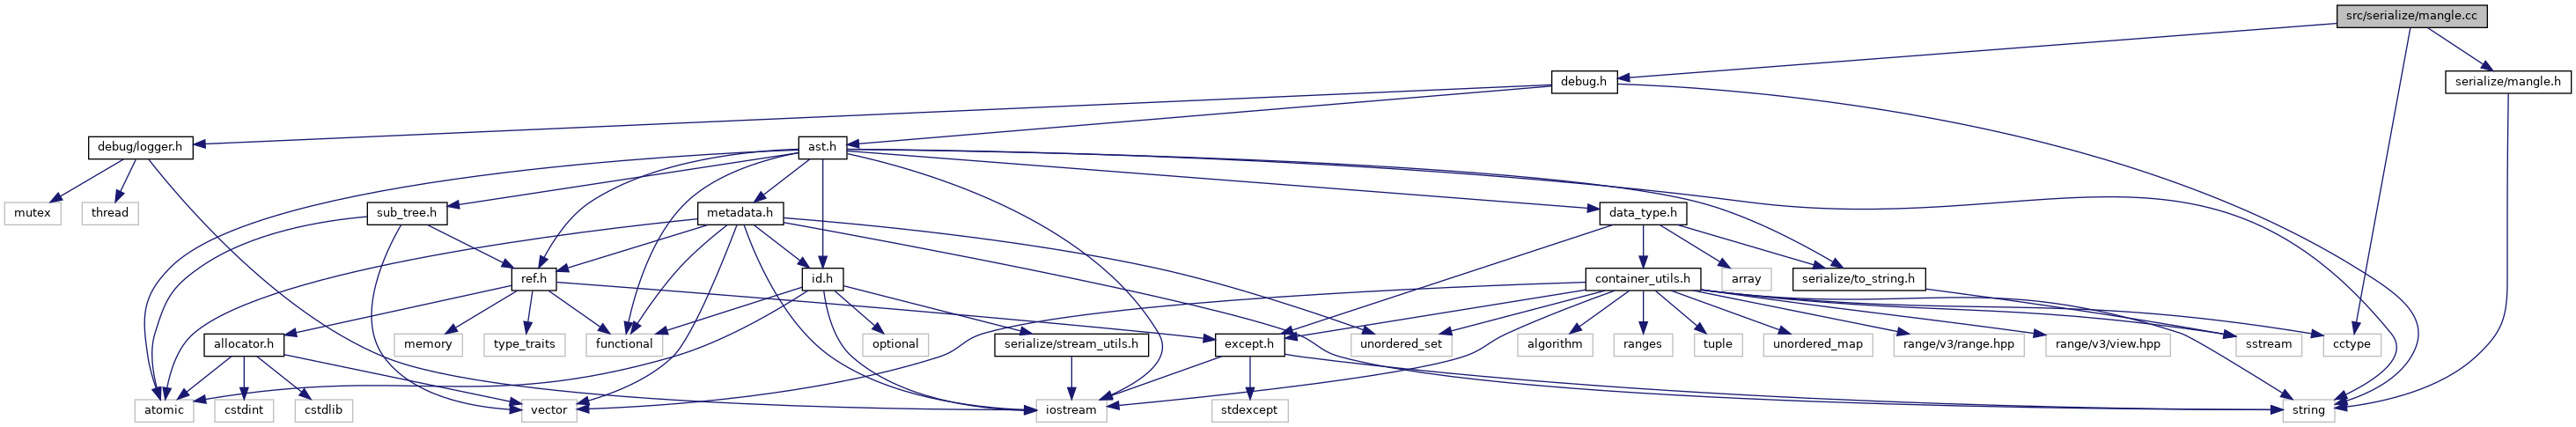 src/serialize/mangle.cc
debug.h
serialize/mangle.h
debug/logger.h
ast.h
mutex
thread
sub_tree.h
metadata.h
data_type.h
ref.h
id.h
container_utils.h
array
serialize/to_string.h
allocator.h
memory
type_traits
functional
optional
serialize/stream_utils.h
except.h
unordered_set
algorithm
ranges
tuple
unordered_map
range/v3/range.hpp
range/v3/view.hpp
sstream
cctype
atomic
cstdint
cstdlib
vector
iostream
stdexcept
string